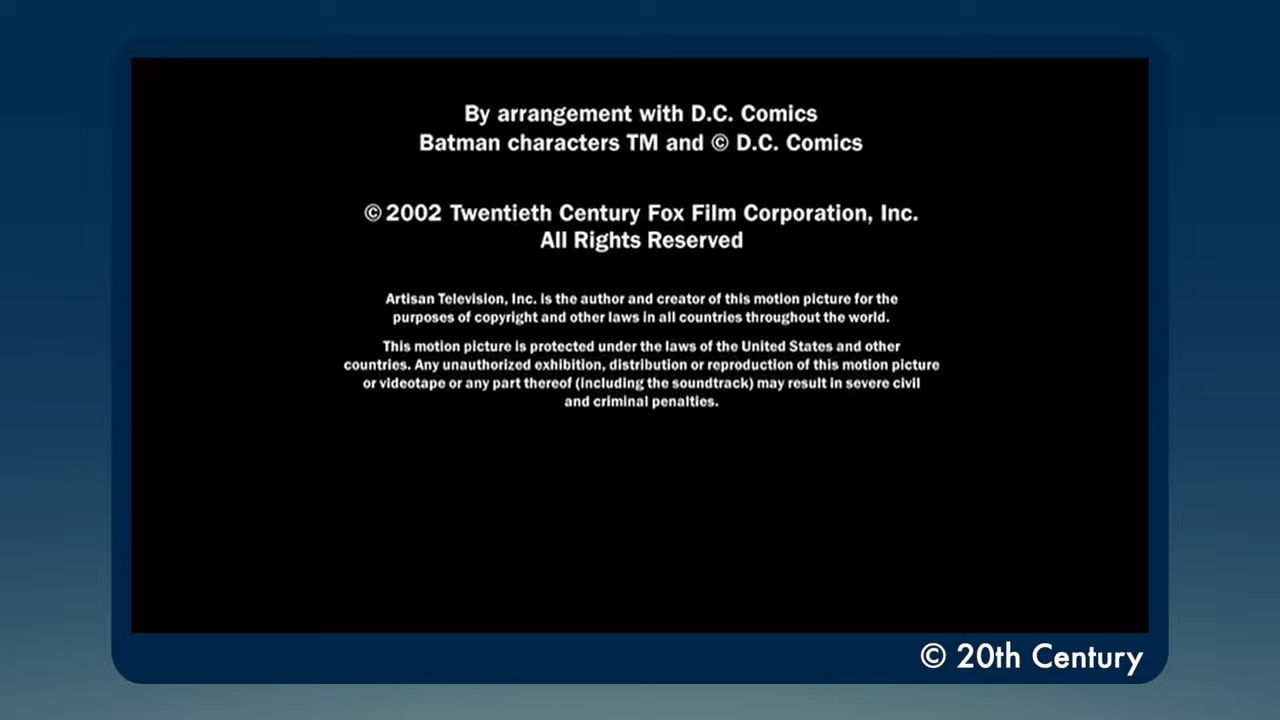 By arrangement with D.C. Comics
Batman characters TM and © D.C. Comics
© 2002 Twentieth Century Fox Film Corporation, Inc.
All Rights Reserved
Artisan Television, Inc. is the author and creator of this motion picture for the
purposes of copyright and other laws in all countries throughout the world.
This motion picture is protected under the laws of the United States and other
countries. Any unauthorized exhibition, distribution or reproduction of this motion picture
or videotape or any part thereof (including the soundtrack) may result in severe civil
and criminal penalties.
© 20th Century